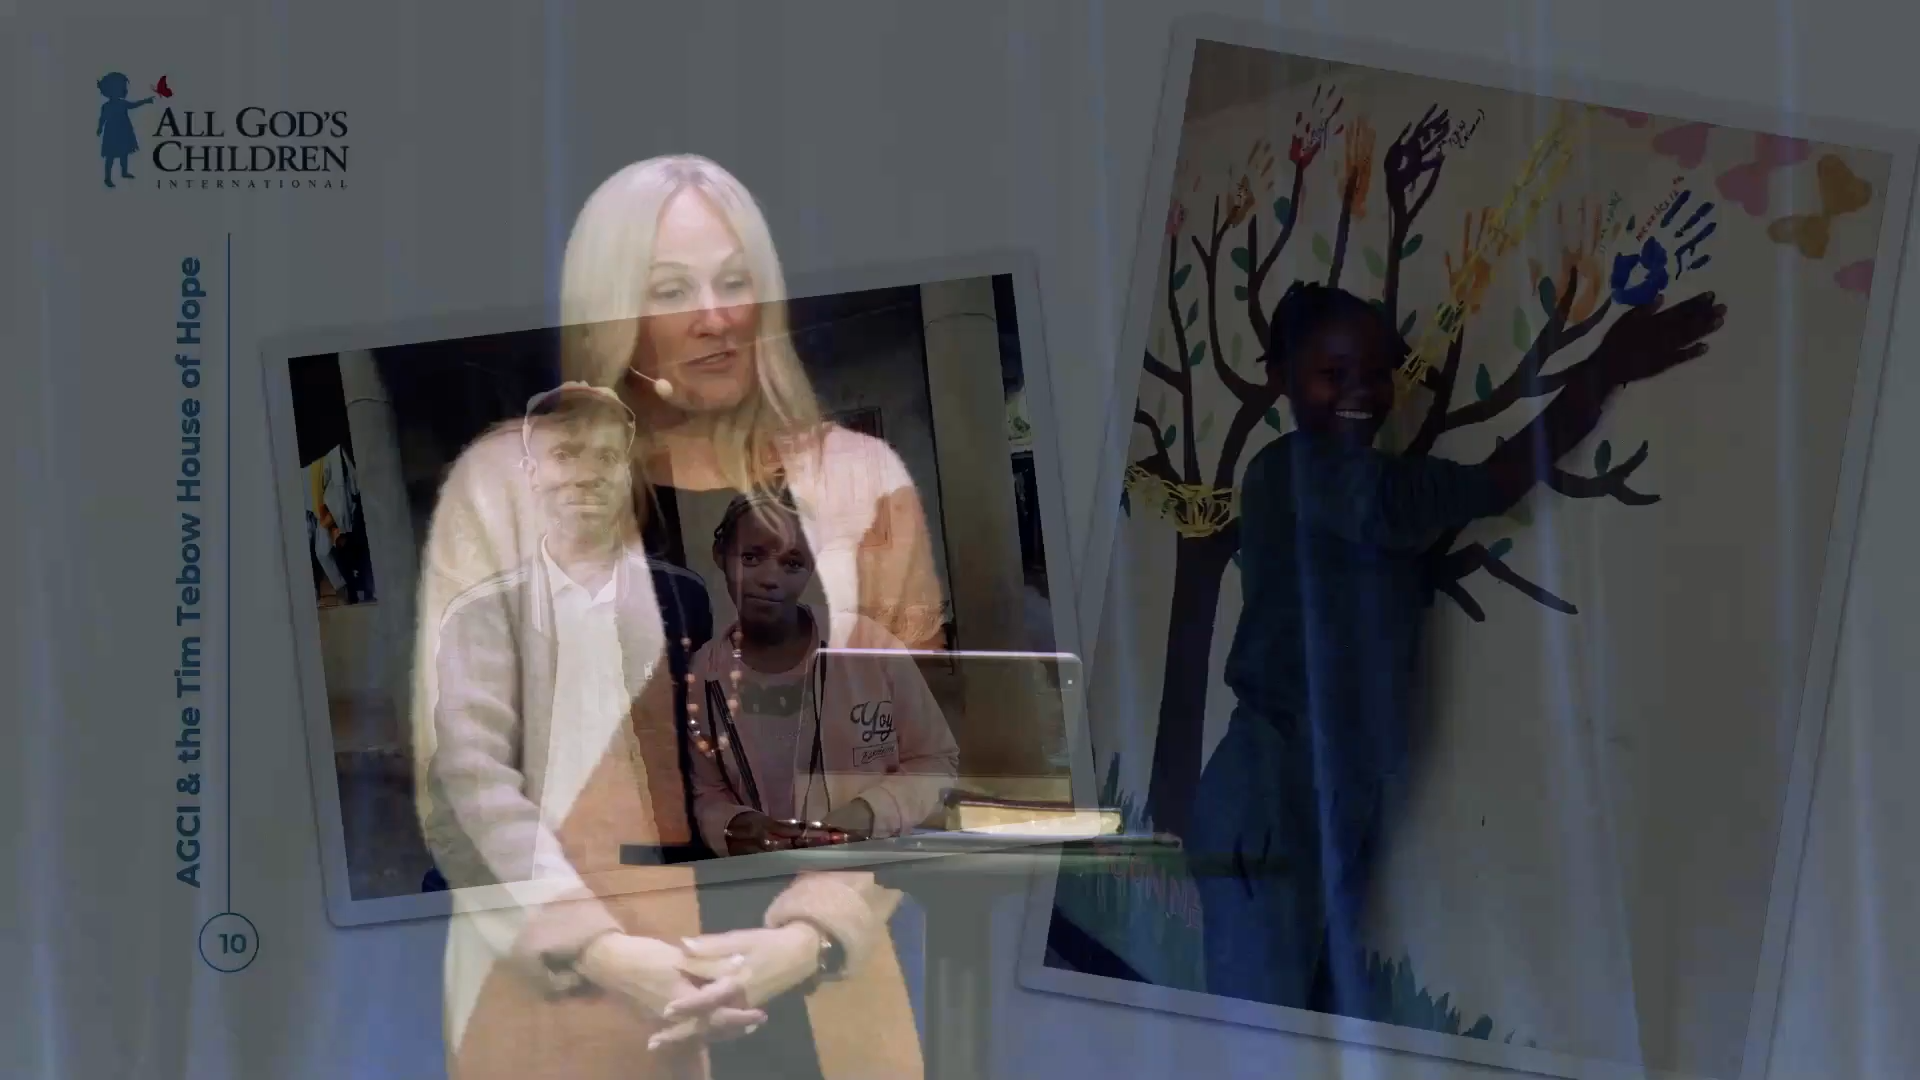 ALL GOD'S
CHILDREN
INTERNATIONAL
AGCI & the Tim Tebow House of Hope
10